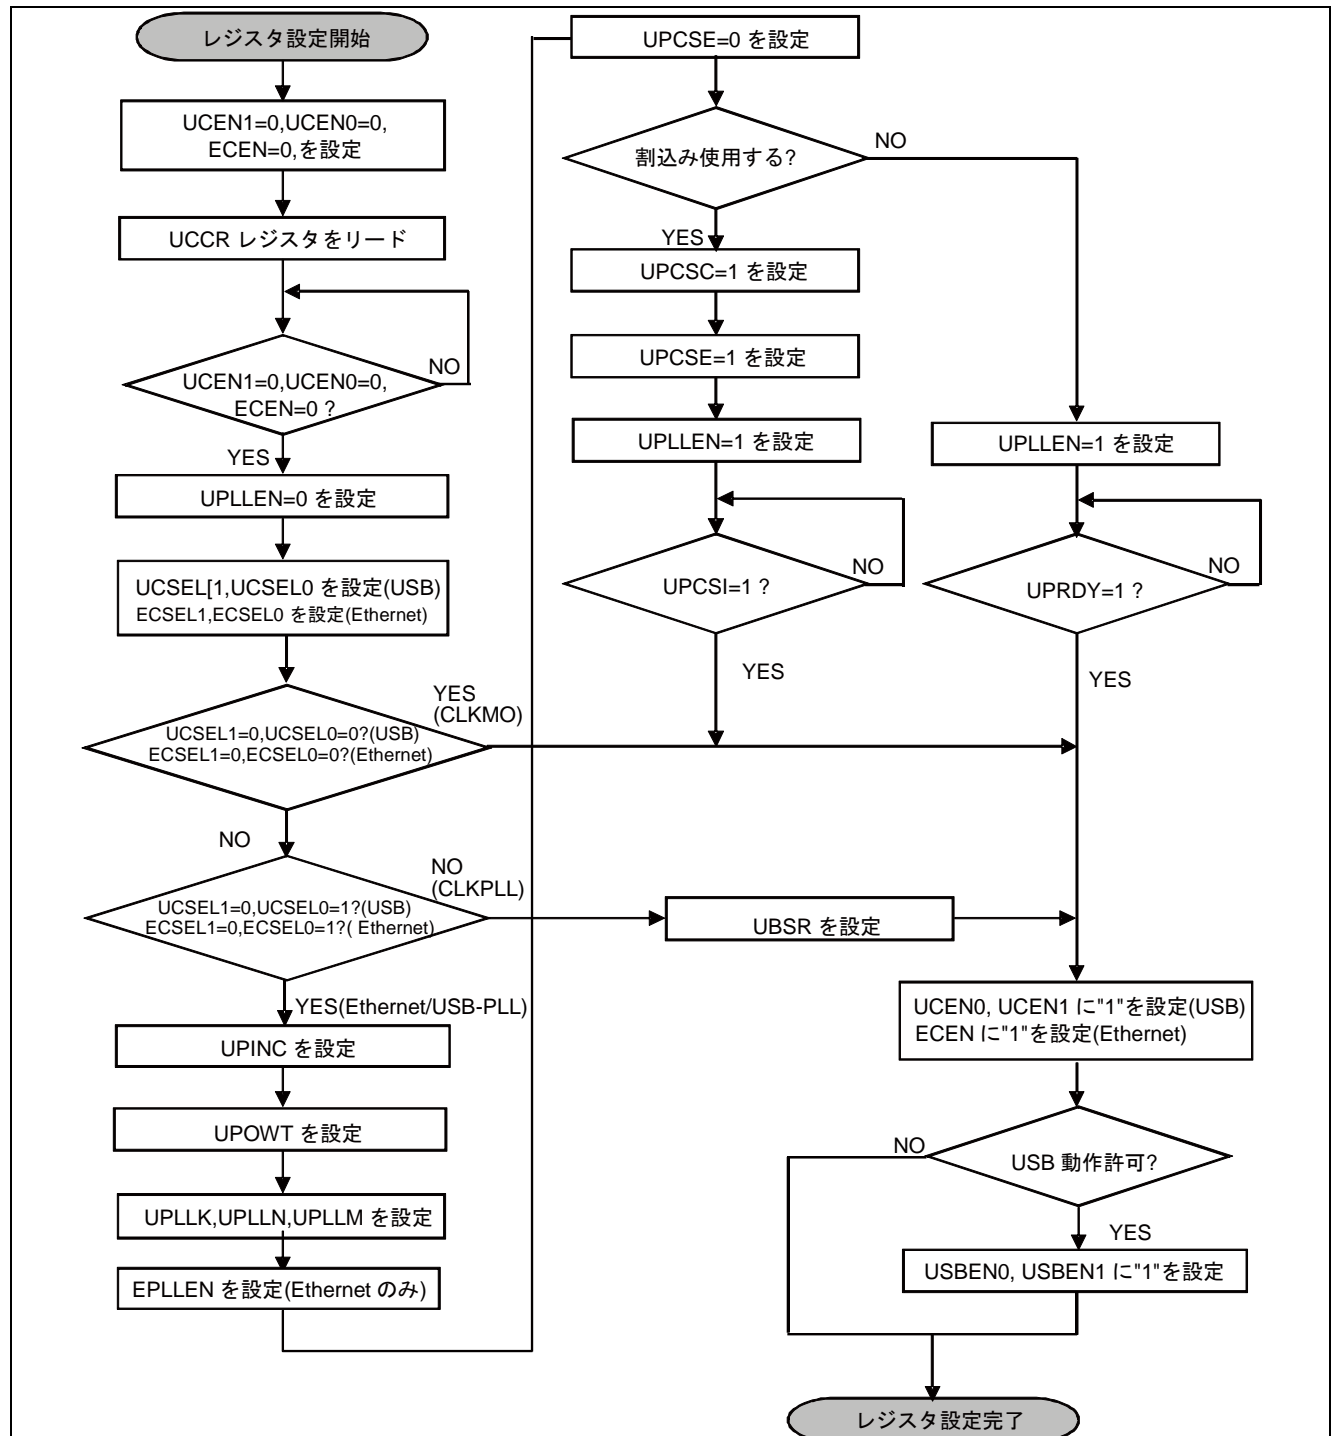 レジスタ設定開始
UCEN1=0,UCEN0=0,
ECEN=0,を設定
UCCR レジスタをリード
NO
UCEN1=0,UCEN0=0,
ECEN=0 ?
YES
UPLLEN=0 を設定
UCSEL[1,UCSEL0 を設定(USB)
ECSEL1,ECSEL0 を設定(Ethernet)
YES
(CLKMO)
UCSEL1=0,UCSEL0=0?(USB)
ECSEL1=0,ECSEL0=0?(Ethernet)
NO
NO
(CLKPLL)
UCSEL1=0,UCSEL0=1?(USB)
ECSEL1=0,ECSEL0=1?( Ethernet)
YES(Ethernet/USB-PLL)
UPINC を設定
UPOWT を設定
UPLLK,UPLLN,UPLLM を設定
EPLLEN を設定(Ethernet のみ)
UPCSE=0 を設定
割込み使用する?
NO
YES
UPCSC=1 を設定
UPCSE=1 を設定
UPLLEN=1 を設定
UPCSI=1 ?
NO
YES
UPLLEN=1 を設定
UPRDY=1 ?
NO
YES
UBSR を設定
UCEN0, UCEN1 に"1"を設定(USB)
ECEN に"1"を設定(Ethernet)
NO
USB 動作許可?
YES
USBEN0, USBEN1 に"1"を設定
レジスタ設定完了